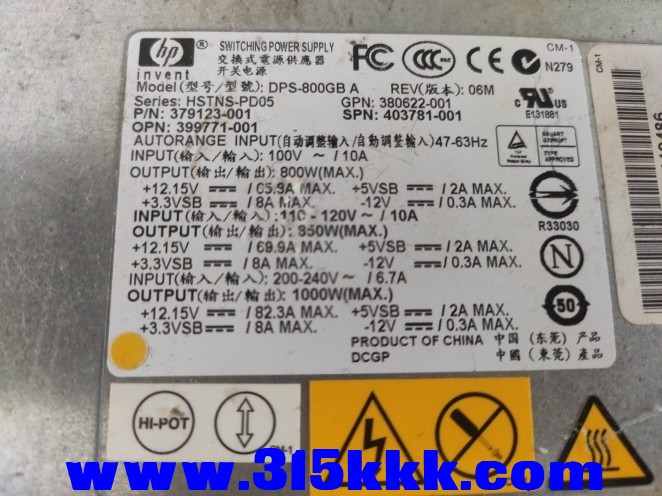 hp ® SWITCHING POWER SUPPLY
invent 交換式電源供應器
开关电源
CM-1
N279
Model(型号/型號): DPS-800GB A REV(版本): 06M
Series: HSTNS-PD05 GPN: 380622-001
P/N: 379123-001 SPN: 403781-001
OPN: 399771-001
E131881
AUTORANGE INPUT(自动调整输入/自動調整輸入)47-63Hz
INPUT(输入/輸入): 100V ~ / 10A
OUTPUT(输出/輸出): 800W(MAX.)
+12.15V / 65.8A MAX. +5VSB / 2A MAX.
+3.3VSB / 8A MAX. -12V / 0.3A MAX.
INPUT(输入/輸入): 110 - 120V ~ / 10A
OUTPUT(输出/輸出): 850W(MAX.)
+12.15V / 69.9A MAX. +5VSB / 2A MAX.
+3.3VSB / 8A MAX. -12V / 0.3A MAX.
INPUT(输入/輸入): 200-240V ~ / 6.7A
OUTPUT(输出/輸出): 1000W(MAX.)
+12.15V / 82.3A MAX. +5VSB / 2A MAX.
+3.3VSB / 8A MAX. -12V / 0.3A MAX.
PRODUCT OF CHINA 中国 (东莞) 产品
DCGP 中國 (東莞) 產品
TYPE APPROVED
R33030
N
50
CM-1
HI-POT
www.315kkk.com